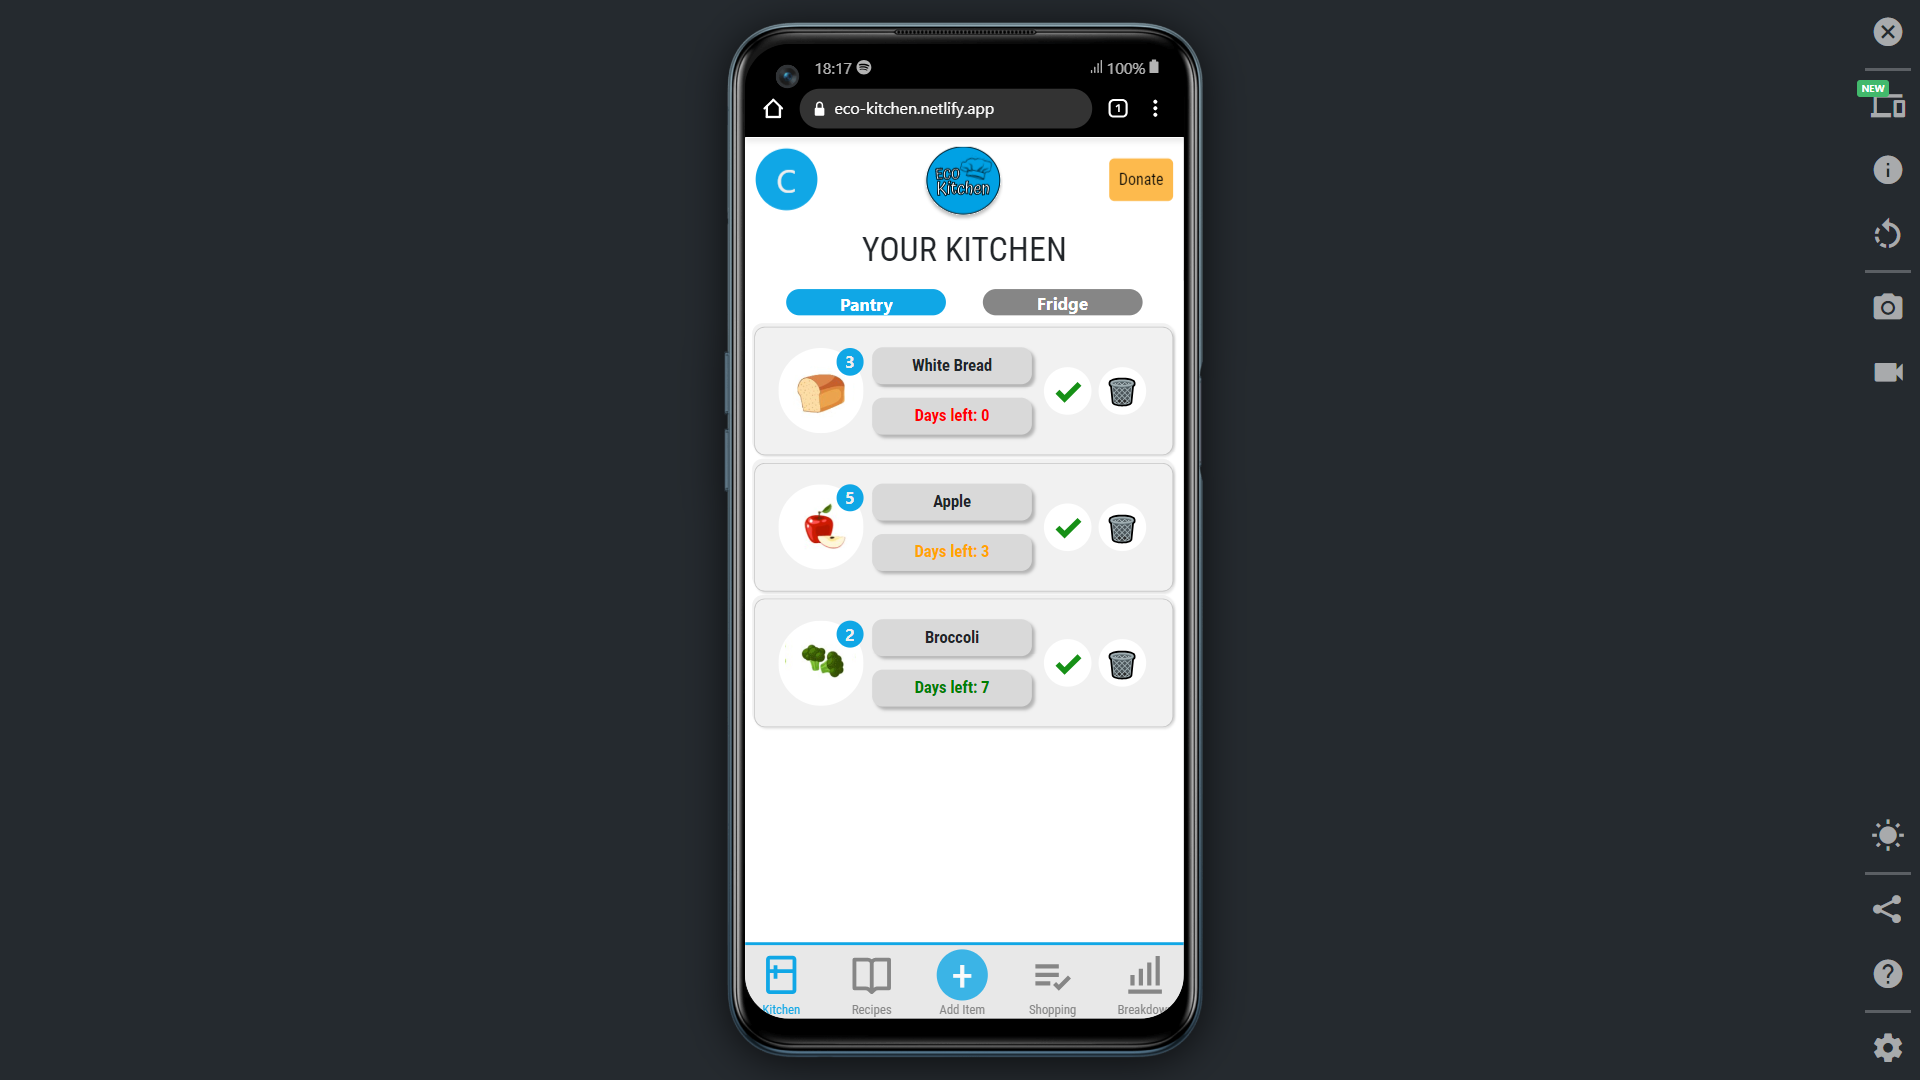 18:17
100%
eco-kitchen.netlify.app
1
C
ECO
Kitchen
Donate
YOUR KITCHEN
Pantry
Fridge
3
White Bread
Days left: 0
5
Apple
Days left: 3
2
Broccoli
Days left: 7
Kitchen
Recipes
Add Item
Shopping
Breakdow
NEW